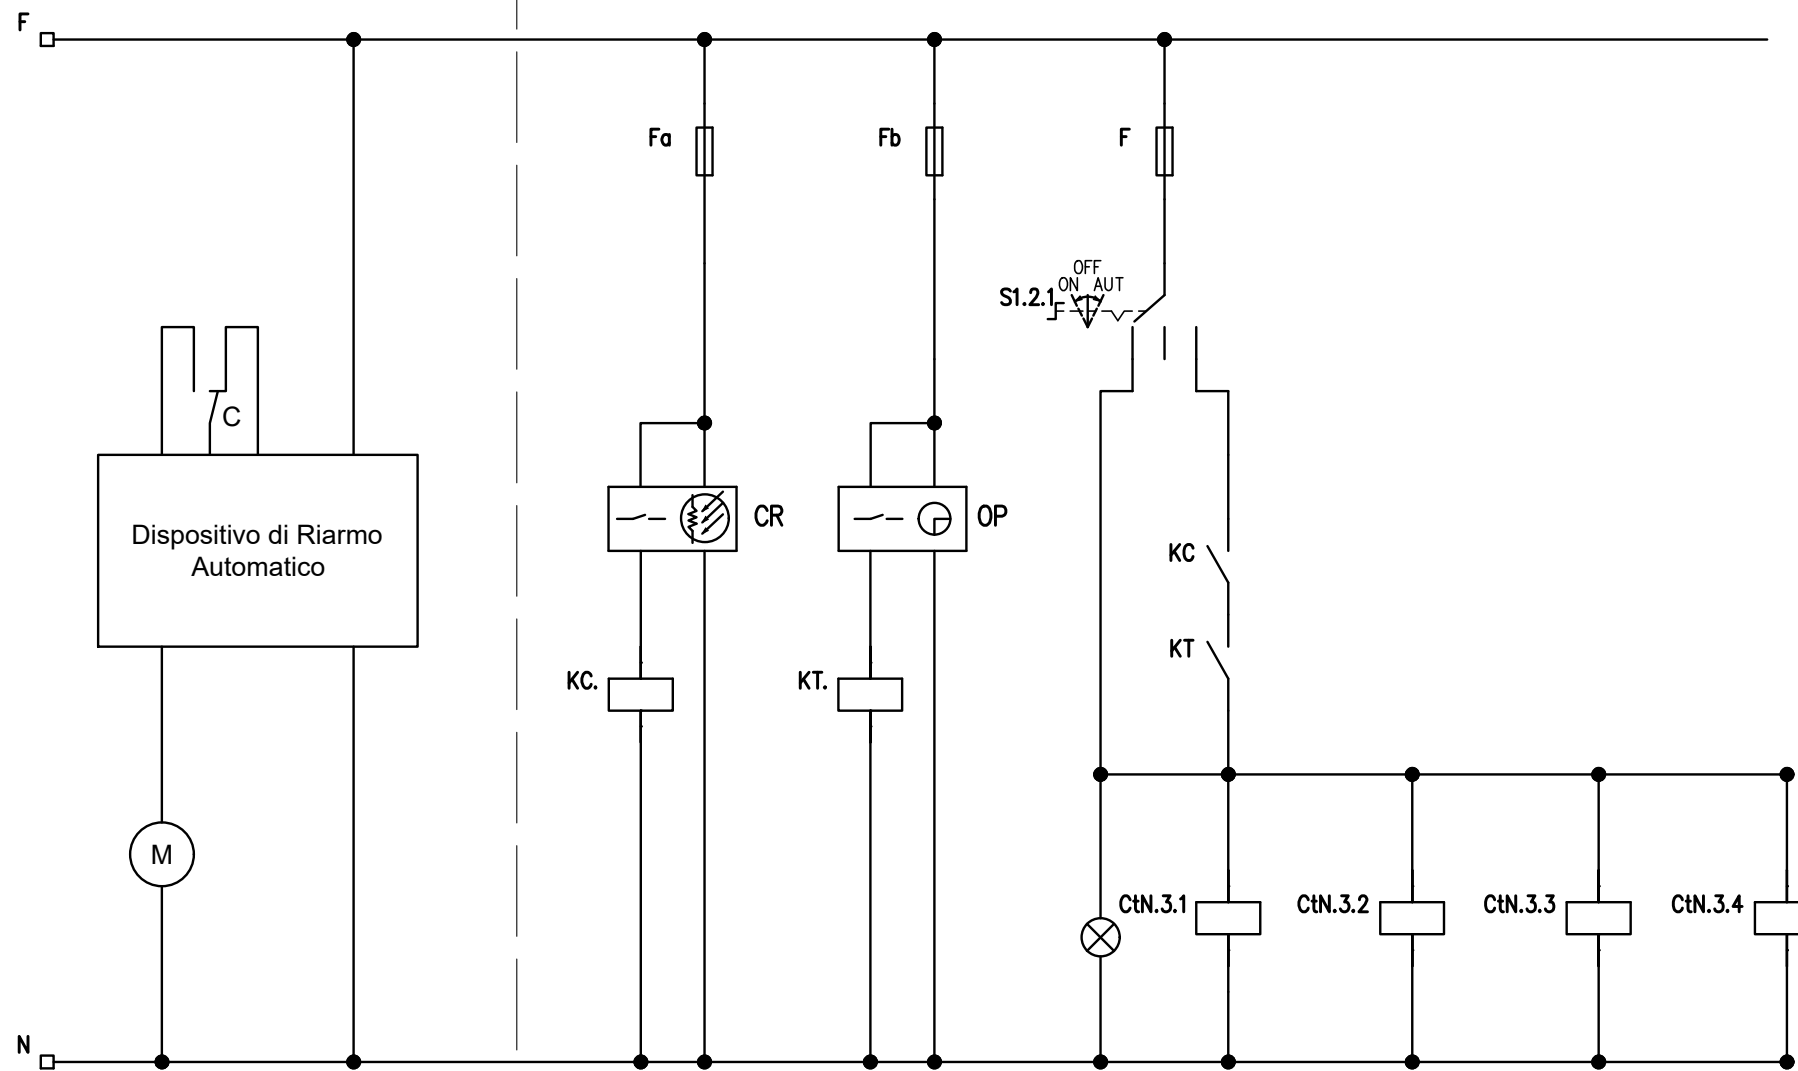 F
Fa
Fb
F
OFF
ON AUT
S1.2.1
C
Dispositivo di Riarmo
Automatico
CR
OP
KC
KT
KC.
KT.
M
CtN.3.1
CtN.3.2
CtN.3.3
CtN.3.4
N